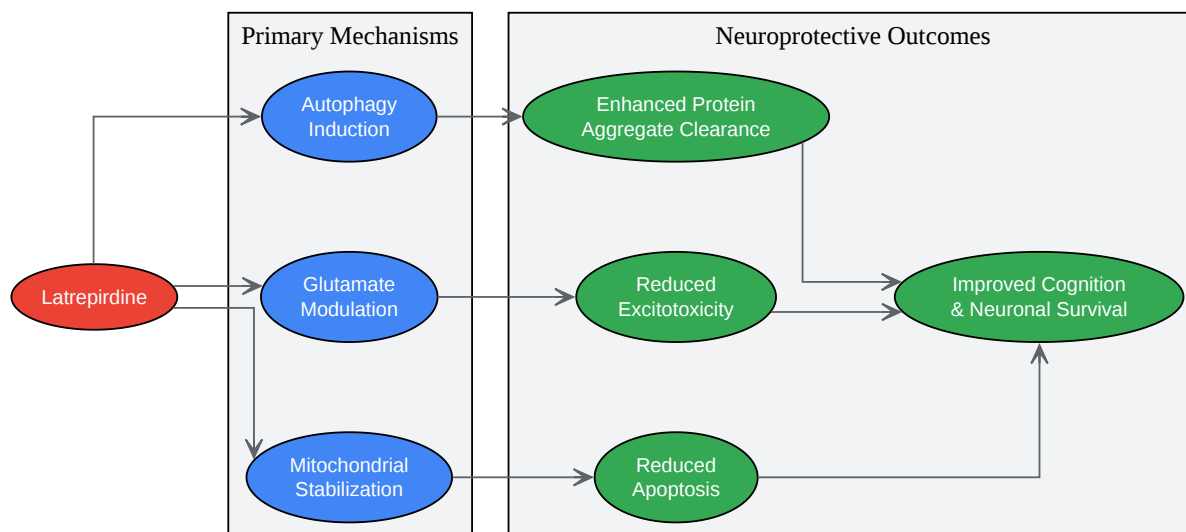 Primary Mechanisms
Neuroprotective Outcomes
Autophagy
Induction
Enhanced Protein
Aggregate Clearance
Latrepirdine
Glutamate
Modulation
Reduced
Excitotoxicity
Improved Cognition
& Neuronal Survival
Mitochondrial
Stabilization
Reduced
Apoptosis